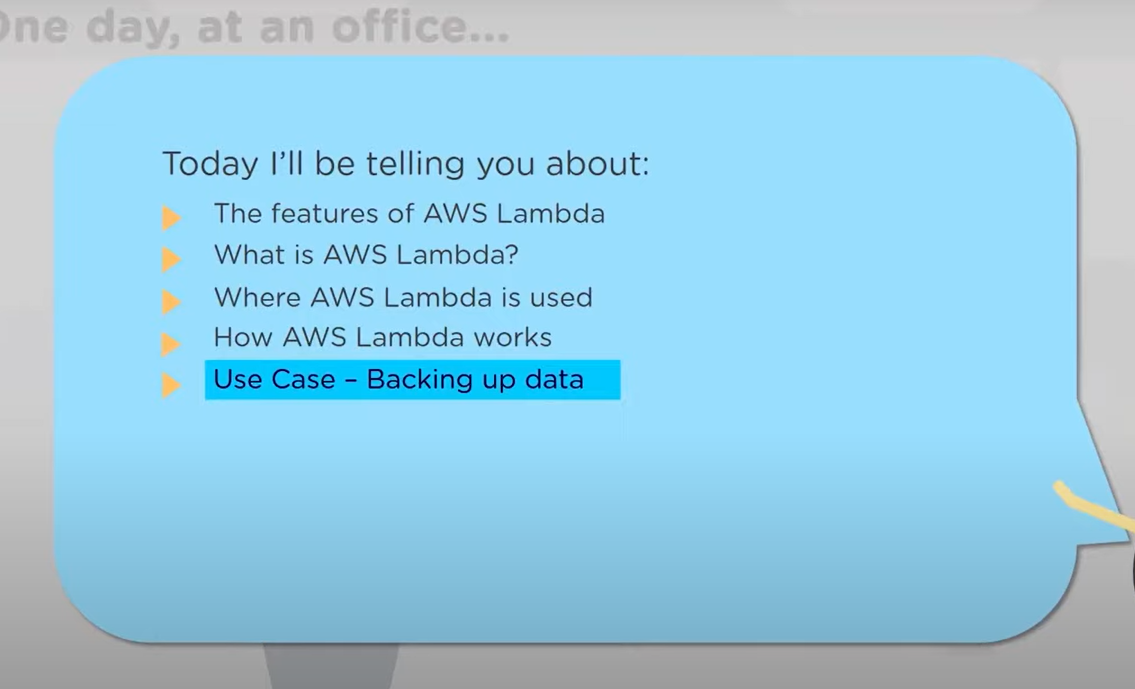 One day, at an office...
Today I'll be telling you about:
The features of AWS Lambda
What is AWS Lambda?
Where AWS Lambda is used
How AWS Lambda works
Use Case – Backing up data